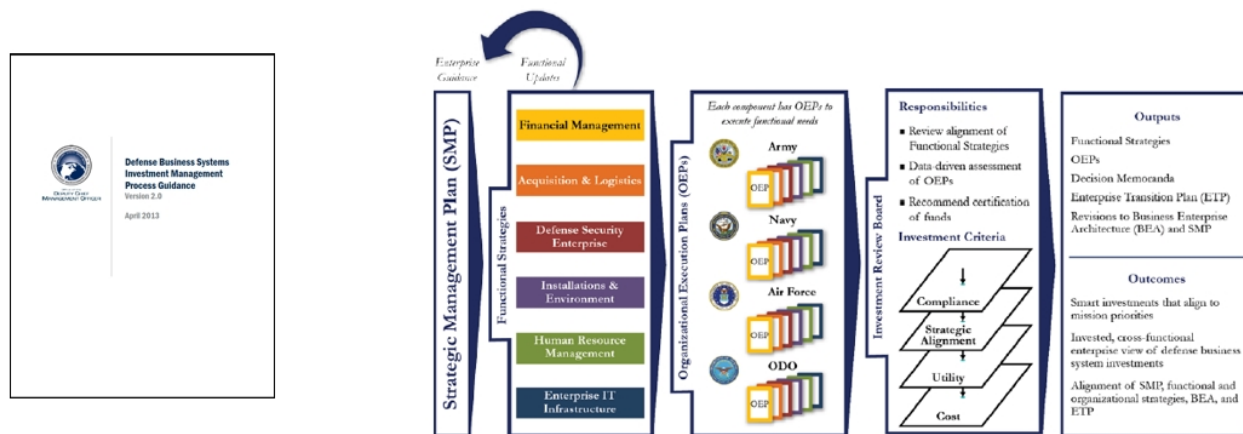 DEPUTY CHIEF
MANAGEMENT OFFICER
Defense Business Systems
Investment Management
Process Guidance
Version 2.0
April 2013
Enterprise
Guidance
Functional
Updates
Strategic Management Plan (SMP)
Functional Strategies
Financial Management
Acquisition & Logistics
Defense Security
Enterprise
Installations &
Environment
Human Resource
Management
Enterprise IT
Infrastructure
Organizational Execution Plans (OEPs)
Each component has OEPs to
execute functional needs
Army
OEP
Navy
OEP
Air Force
OEP
ODO
OEP
Investment Review Board
Responsibilities
▪ Review alignment of
Functional Strategies
▪ Data-driven assessment
of OEPs
▪ Recommend certification
of funds
Investment Criteria
Compliance
Strategic
Alignment
Utility
Cost
Outputs
Functional Strategies
OEPs
Decision Memoranda
Enterprise Transition Plan (ETP)
Revisions to Business Enterprise
Architecture (BEA) and SMP
Outcomes
Smart investments that align to
mission priorities
Invested, cross-functional
enterprise view of defense business
system investments
Alignment of SMP, functional and
organizational strategies, BEA, and
ETP